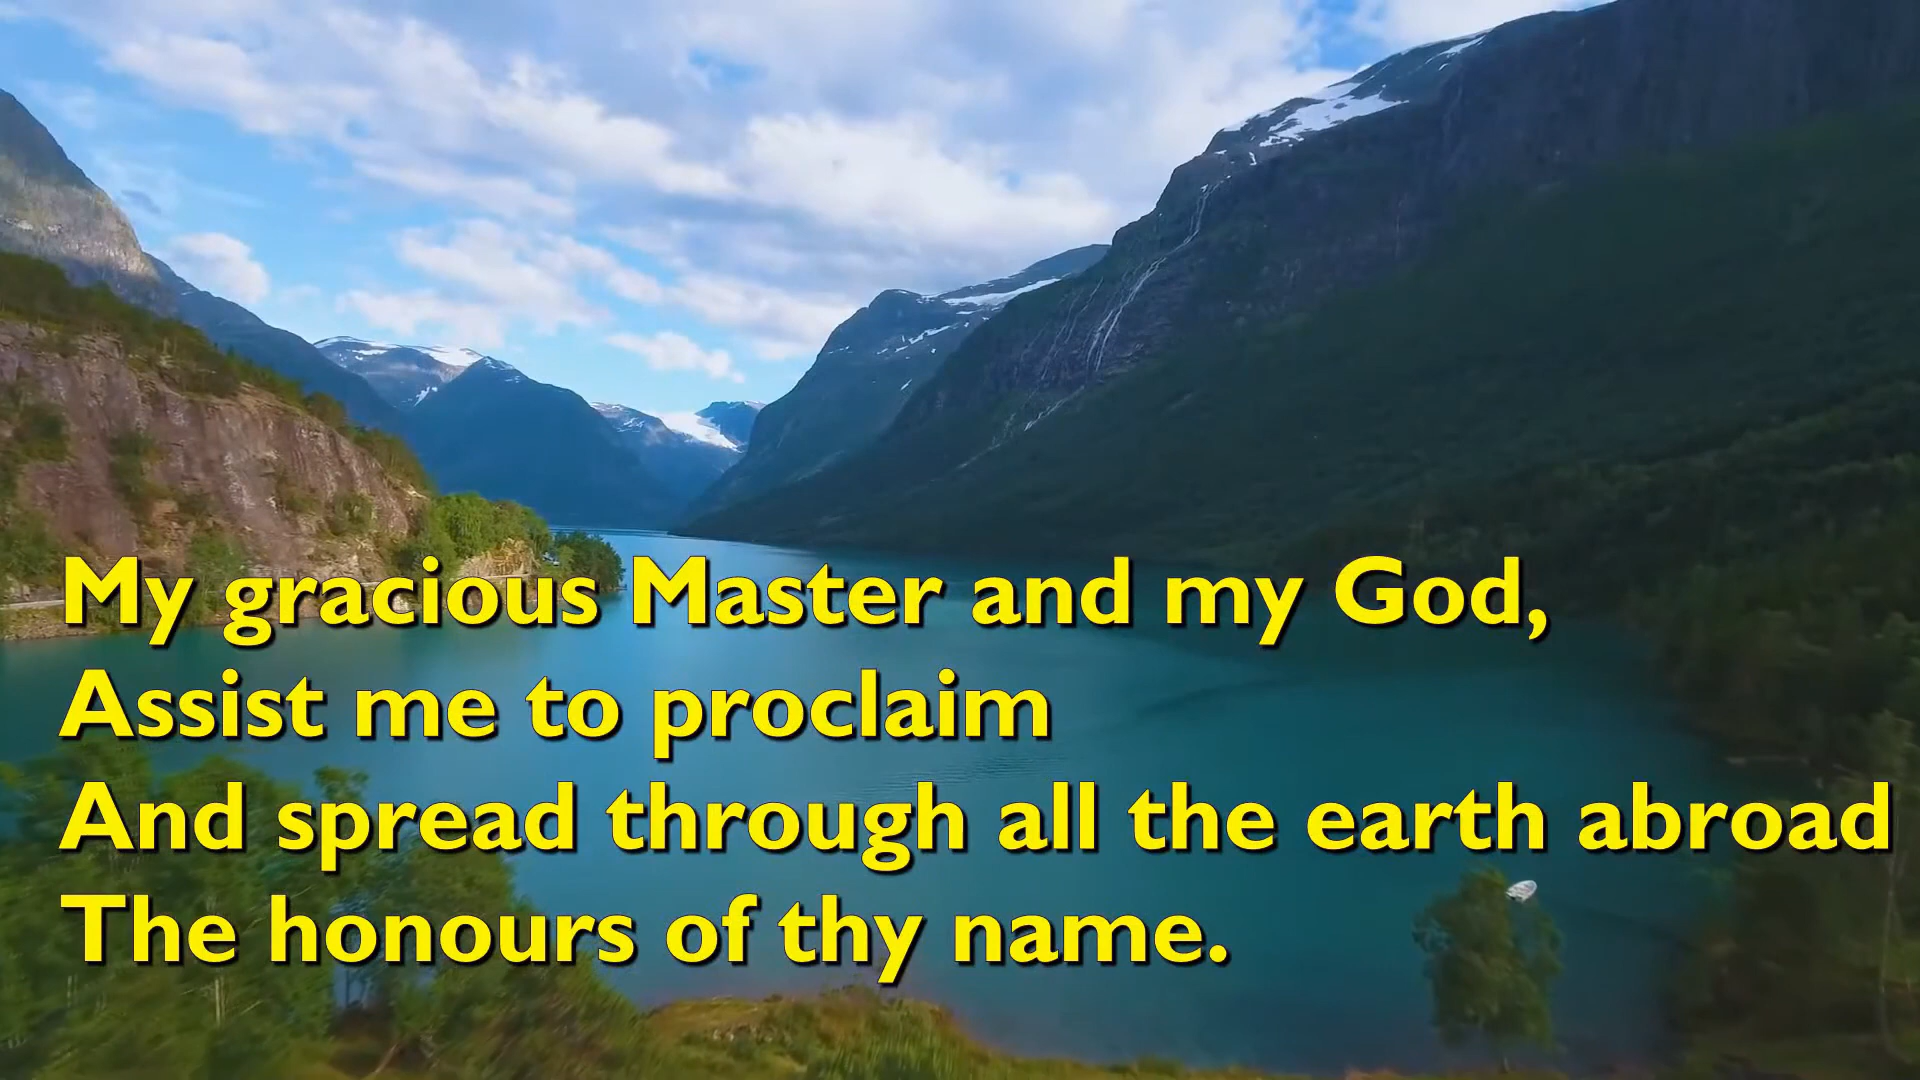 My gracious Master and my God,
Assist me to proclaim
And spread through all the earth abroad
The honours of thy name.